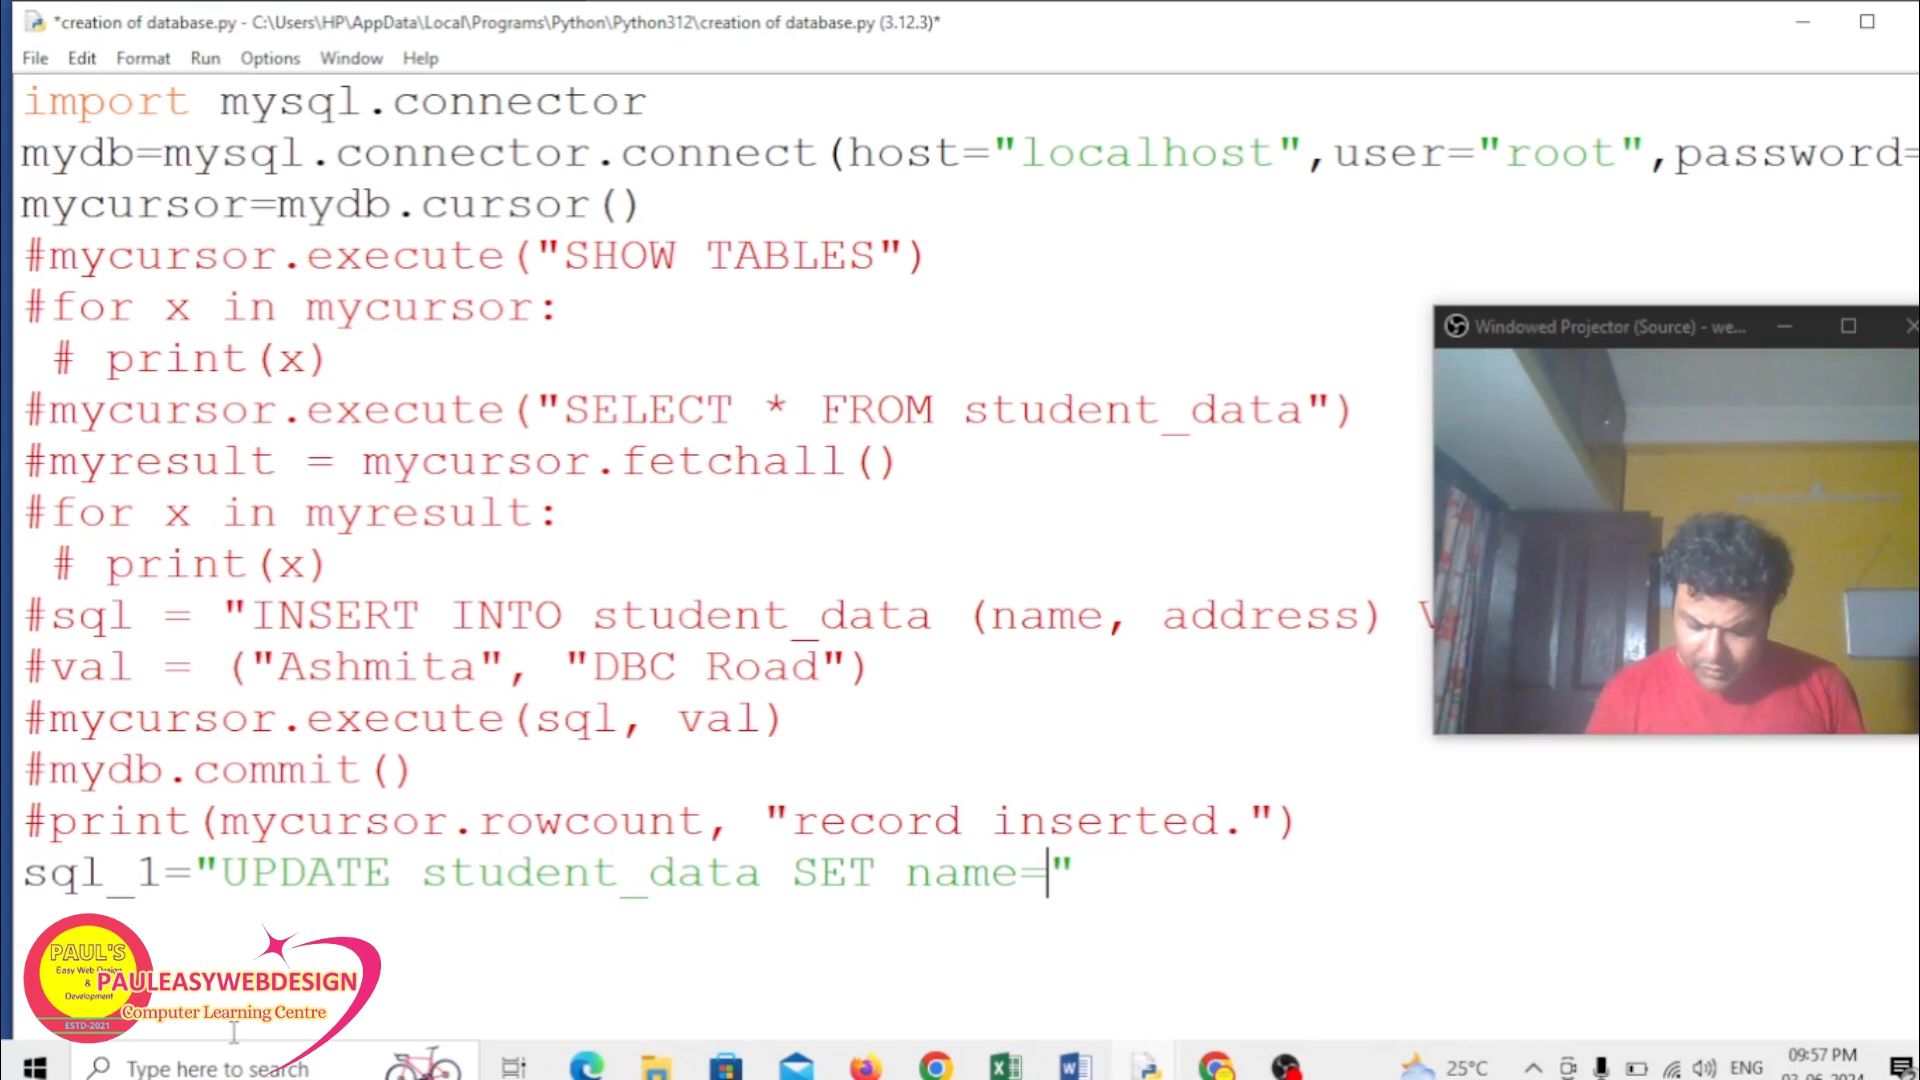 *creation of database.py - C:\Users\HP\AppData\Local\Programs\Python\Python312\creation of database.py (3.12.3)*
File Edit Format Run Options Window Help
import mysql.connector
mydb=mysql.connector.connect(host="localhost",user="root",password=
mycursor=mydb.cursor()
#mycursor.execute("SHOW TABLES")
#for x in mycursor:
# print(x)
#mycursor.execute("SELECT * FROM student_data")
#myresult = mycursor.fetchall()
#for x in myresult:
# print(x)
#sql = "INSERT INTO student_data (name, address) V
#val = ("Ashmita", "DBC Road")
#mycursor.execute(sql, val)
#mydb.commit()
#print(mycursor.rowcount, "record inserted.")
sql_1="UPDATE student_data SET name="
Windowed Projector (Source) - we...
PAUL'S
Easy Web Design
&
Development
ESTD-2021
PAULEASYWEBDESIGN
Computer Learning Centre
Type here to search
25°C
ENG
09:57 PM